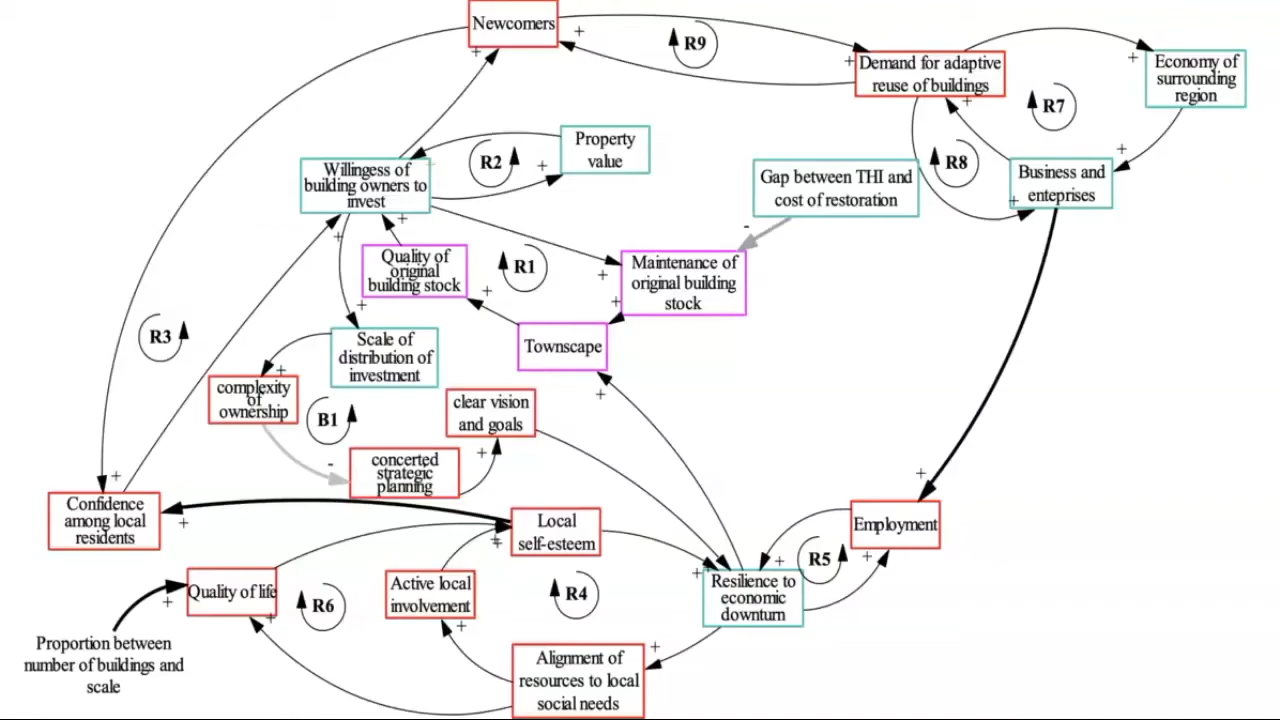 Newcomers
+
+
R9
+
Demand for adaptive
reuse of buildings
+
+
Economy of
surrounding
region
R7
+
Property
value
R2
+
Willingess of
building owners to
invest
+
+
R8
Gap between THI and
cost of restoration
-
Business and
enteprises
+
Quality of
original
building stock
+
R1
+
Maintenance of
original building
stock
+
Townscape
+
R3
+
Scale of
distribution of
investment
+
complexity
of
ownership
B1
clear vision
and goals
+
-
concerted
strategic
planning
+
Confidence
among local
residents
+
Local
self-esteem
+
+
Employment
+
R5
+
Resilience to
economic
downturn
+
Quality of life
+
+
R6
Active local
involvement
+
R4
Proportion between
number of buildings and
scale
Alignment of
resources to local
social needs
+